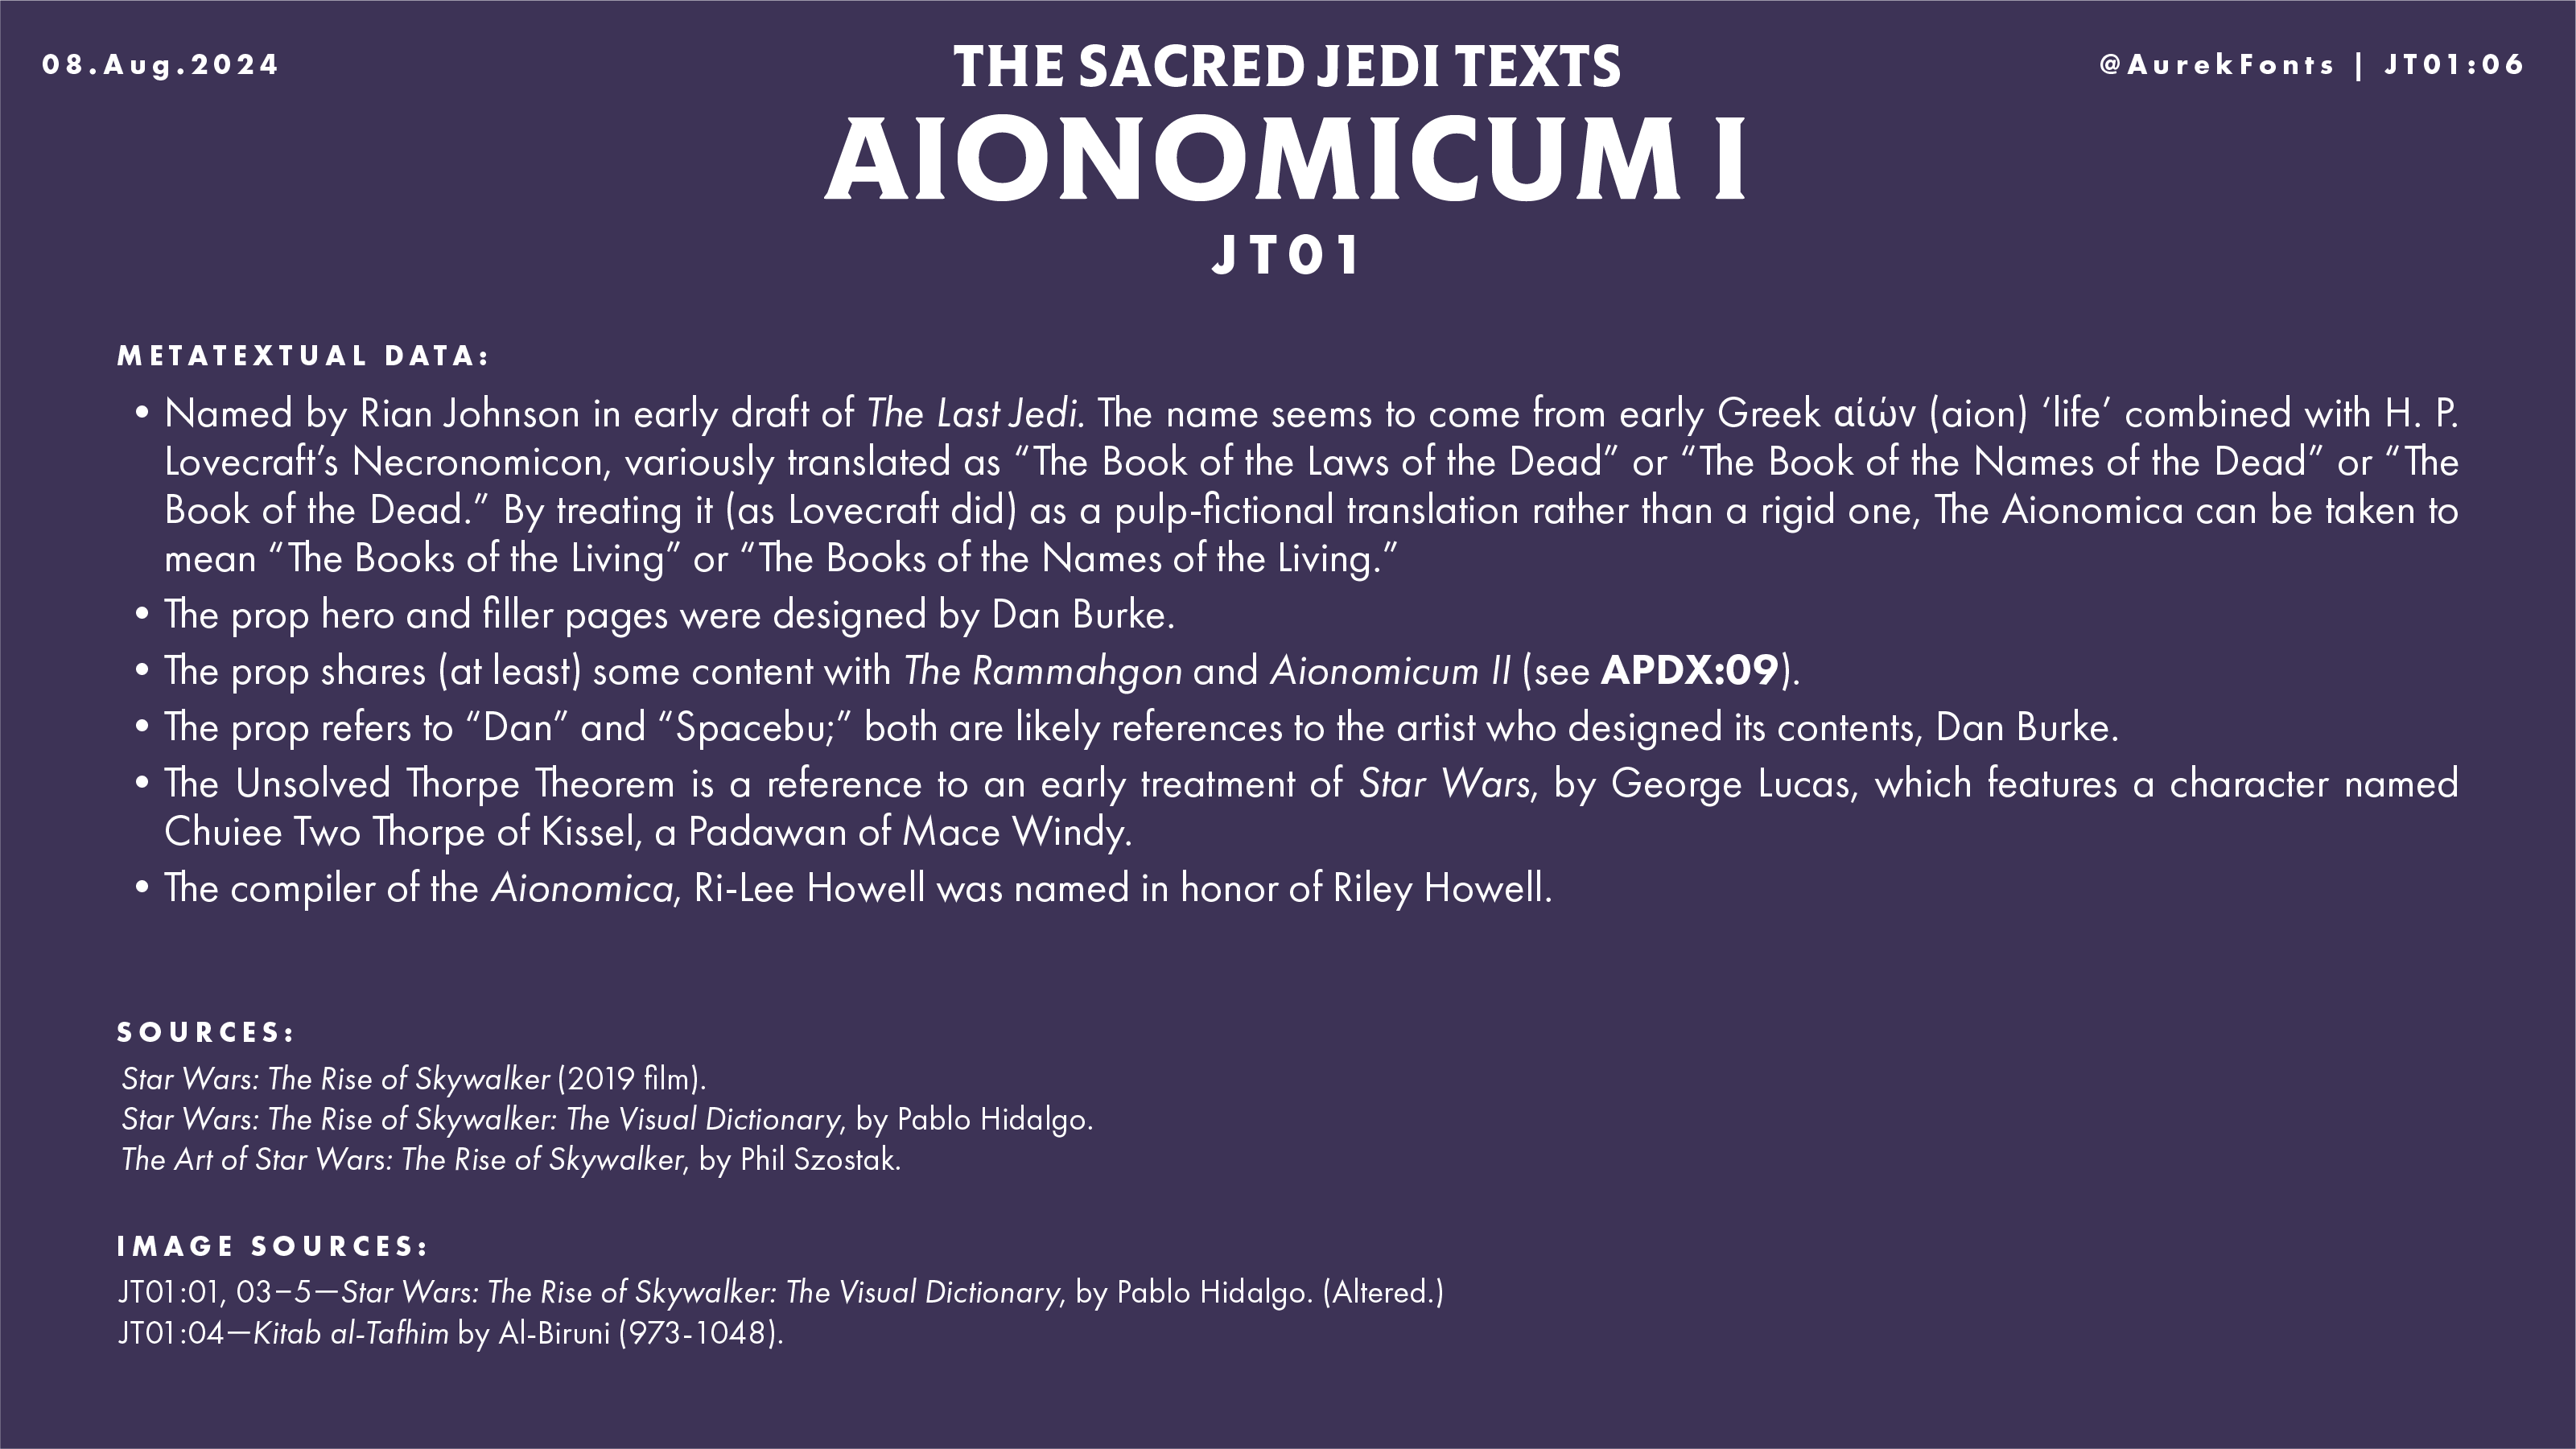 08.Aug.2024
THE SACRED JEDI TEXTS
@AurekFonts | JT01:06
AIONOMICUM I
JT01
METATEXTUAL DATA:
• Named by Rian Johnson in early draft of The Last Jedi. The name seems to come from early Greek αίών (aion) ‘life’ combined with H. P.
Lovecraft’s Necronomicon, variously translated as “The Book of the Laws of the Dead” or “The Book of the Names of the Dead” or “The
Book of the Dead.” By treating it (as Lovecraft did) as a pulp-fictional translation rather than a rigid one, The Aionomica can be taken to
mean “The Books of the Living” or “The Books of the Names of the Living.”
• The prop hero and filler pages were designed by Dan Burke.
• The prop shares (at least) some content with The Rammahgon and Aionomicum II (see APDX:09).
• The prop refers to “Dan” and “Spacebu;” both are likely references to the artist who designed its contents, Dan Burke.
• The Unsolved Thorpe Theorem is a reference to an early treatment of Star Wars, by George Lucas, which features a character named
Chuiee Two Thorpe of Kissel, a Padawan of Mace Windy.
• The compiler of the Aionomica, Ri-Lee Howell was named in honor of Riley Howell.
SOURCES:
Star Wars: The Rise of Skywalker (2019 film).
Star Wars: The Rise of Skywalker: The Visual Dictionary, by Pablo Hidalgo.
The Art of Star Wars: The Rise of Skywalker, by Phil Szostak.
IMAGE SOURCES:
JT01:01, 03–5—Star Wars: The Rise of Skywalker: The Visual Dictionary, by Pablo Hidalgo. (Altered.)
JT01:04—Kitab al-Tafhim by Al-Biruni (973-1048).